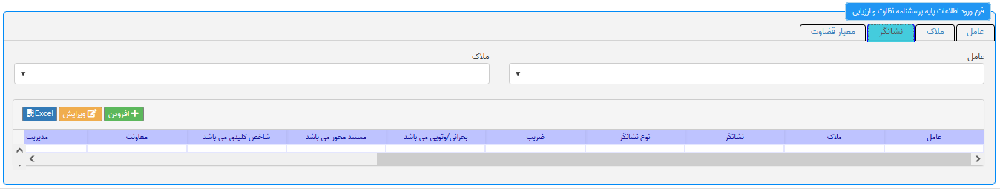 فرم ورود اطلاعات پایه پرسشنامه نظارت و ارزیابی
عامل ملاک نشانگر معیار قضاوت
عامل ملاک
افزودن ویرایش Excel
عامل ملاک نشانگر نوع نشانگر ضریب بحرانی/وتویی می باشد مستند محور می باشد شاخص کلیدی می باشد معاونت مدیریت